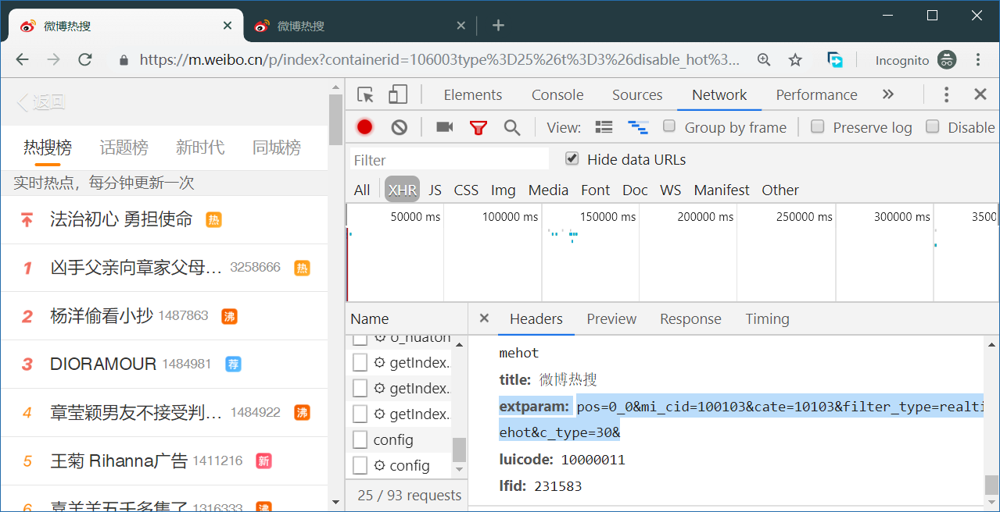 微博热搜
微博热搜
https://m.weibo.cn/p/index?containerid=106003type%3D25%26t%3D3%26disable_hot%3...
Incognito
返回
热搜榜 话题榜 新时代 同城榜
实时热点，每分钟更新一次
法治初心 勇担使命 热
1 凶手父亲向章家父母... 3258666 热
2 杨洋偷看小抄 1487863 沸
3 DIORAMOUR 1484981 荐
4 章莹颖男友不接受判... 1484922 沸
5 王菊 Rihanna广告 1411216 新
6 喜羊羊五千多集了 1316333 沸
Elements Console Sources Network Performance
View: Group by frame Preserve log Disable
Filter Hide data URLs
All XHR JS CSS Img Media Font Doc WS Manifest Other
50000 ms 100000 ms 150000 ms 200000 ms 250000 ms 300000 ms 3500
Name
o_huaton
getIndex..
getIndex..
getIndex..
config
config
25 / 93 requests
Headers Preview Response Timing
mehot
title: 微博热搜
extparam: pos=0_0&mi_cid=100103&cate=10103&filter_type=realti
ehot&c_type=30&
luicode: 10000011
lfid: 231583